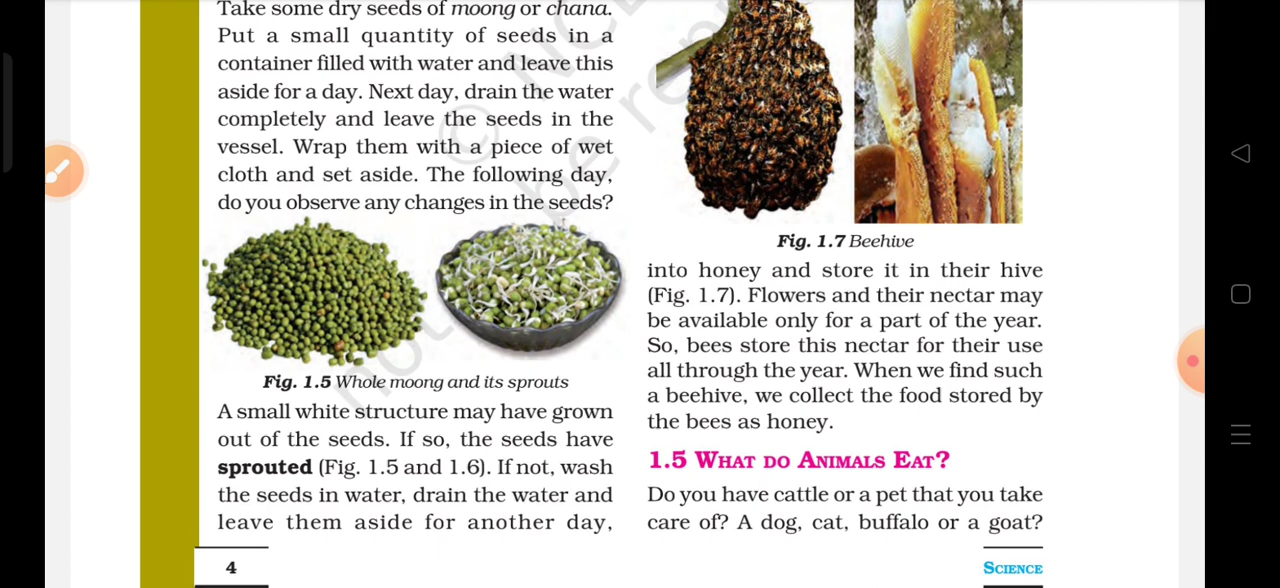 Take some dry seeds of moong or chana.
Put a small quantity of seeds in a
container filled with water and leave this
aside for a day. Next day, drain the water
completely and leave the seeds in the
vessel. Wrap them with a piece of wet
cloth and set aside. The following day,
do you observe any changes in the seeds?
Fig. 1.5 Whole moong and its sprouts
A small white structure may have grown
out of the seeds. If so, the seeds have
sprouted (Fig. 1.5 and 1.6). If not, wash
the seeds in water, drain the water and
leave them aside for another day,
4
Fig. 1.7 Beehive
into honey and store it in their hive
(Fig. 1.7). Flowers and their nectar may
be available only for a part of the year.
So, bees store this nectar for their use
all through the year. When we find such
a beehive, we collect the food stored by
the bees as honey.
1.5 WHAT DO ANIMALS EAT?
Do you have cattle or a pet that you take
care of? A dog, cat, buffalo or a goat?
SCIENCE